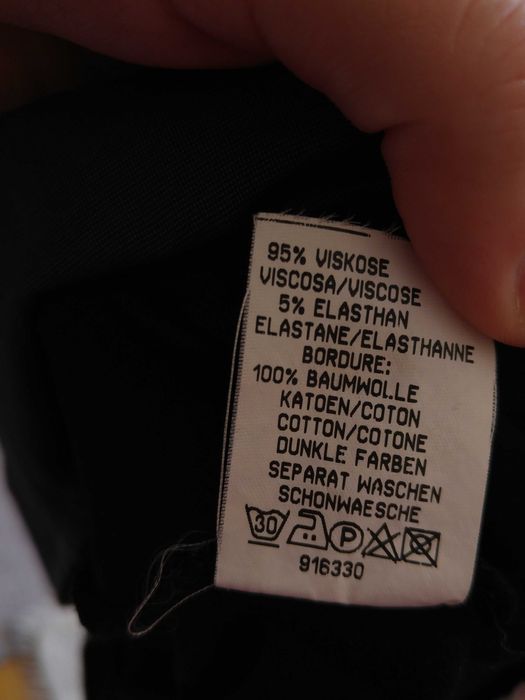 95% VISKOSE
VISCOSA/VISCOSE
5% ELASTHAN
ELASTANE/ELASTHANNE
BORDURE:
100% BAUMWOLLE
KATOEN/COTON
COTTON/COTONE
DUNKLE FARBEN
SEPARAT WASCHEN
SCHONWAESCHE
30 P
916330